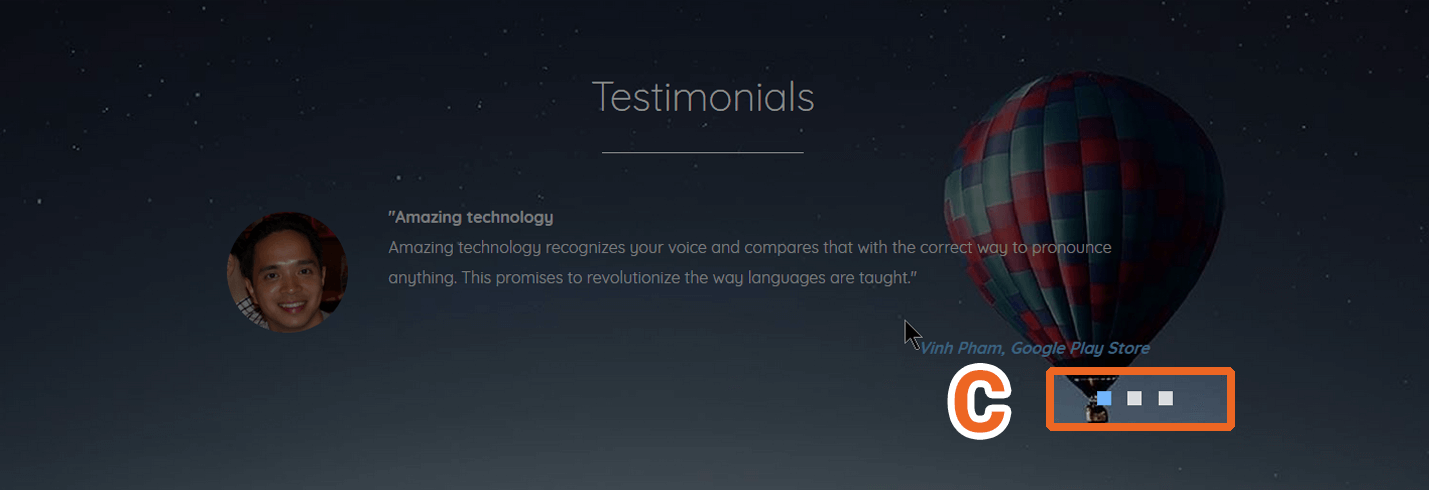 Testimonials
"Amazing technology
Amazing technology recognizes your voice and compares that with the correct way to pronounce
anything. This promises to revolutionize the way languages are taught."
Vinh Pham, Google Play Store
C